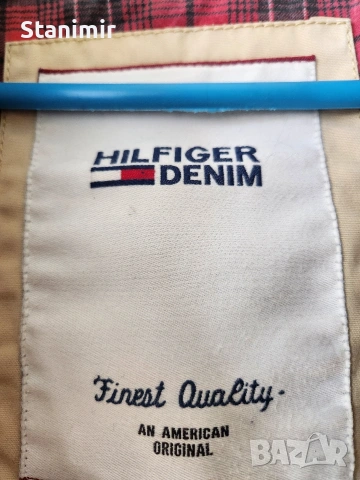 Stanimir
HILFIGER
DENIM
Finest Quality.
AN AMERICAN
ORIGINAL
BAZAR